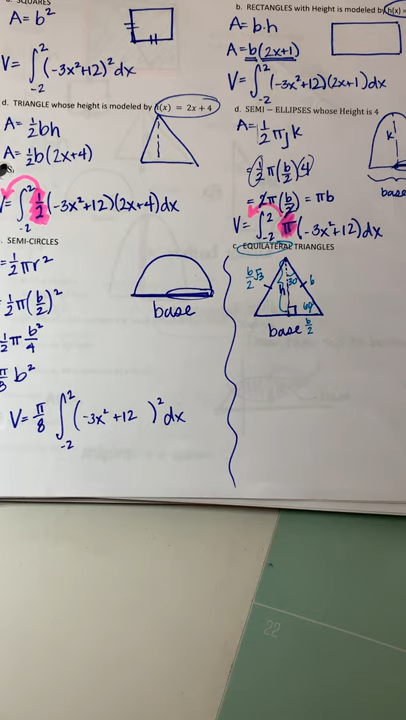 a. SQUARES
A = b²
V = ∫₋₂² (-3x²+12)² dx
b. RECTANGLES with Height is modeled by h(x) =
A = b·h
A = b(2x+1)
V = ∫₋₂² (-3x²+12)(2x+1)dx
d. TRIANGLE whose height is modeled by h(x) = 2x + 4
A = ½bh
A = ½b(2x+4)
V = ∫₋₂² ½(-3x²+12)(2x+4)dx
d. SEMI – ELLIPSES whose Height is 4
A = ½πjk
= ½π(b/2)(4)
= 2π(b/2) = πb
V = ∫₋₂² π(-3x²+12)dx
k
base
. SEMI-CIRCLES
= ½πr²
= ½π(b/2)²
½π b²/4
π/8 b²
V = π/8 ∫₋₂² (-3x²+12 )² dx
base
c. EQUILATERAL TRIANGLES
b/2 √3
h
30
b
60
base b/2
22